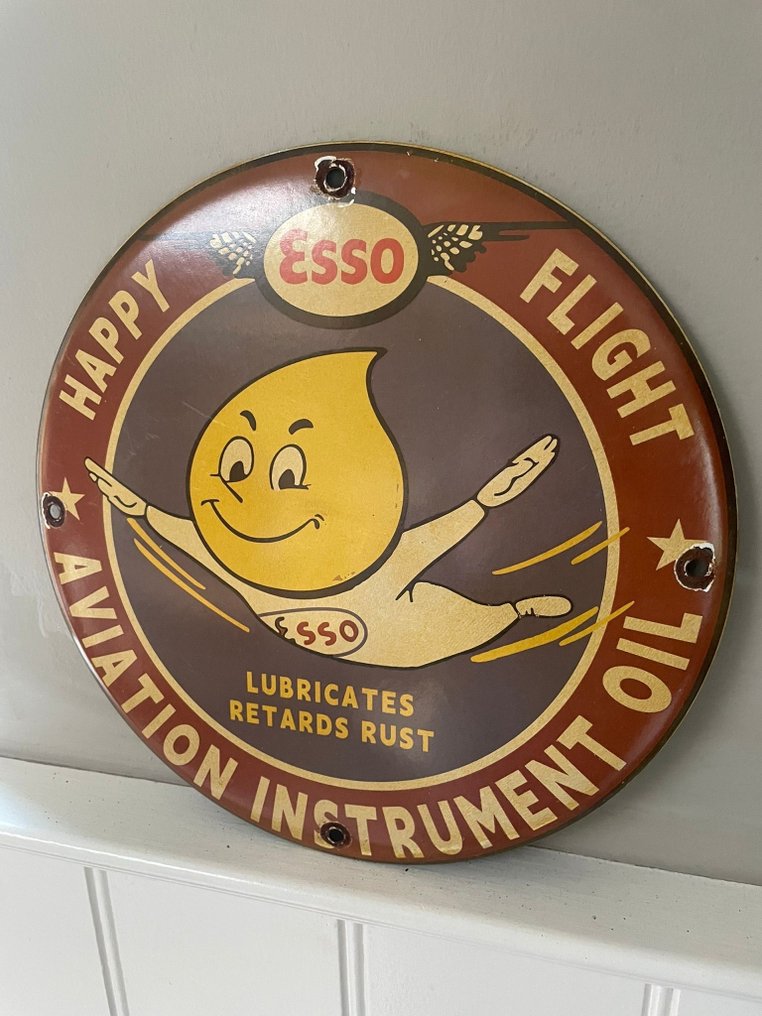 ESSO
HAPPY FLIGHT
ESSO
LUBRICATES
RETARDS RUST
AVIATION INSTRUMENT OIL